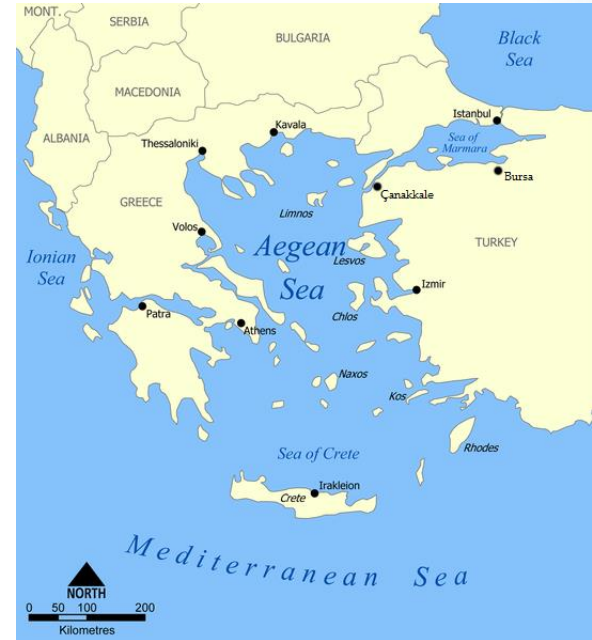 MONT.
SERBIA
BULGARIA
Black
Sea
MACEDONIA
Istanbul
Kavala
Sea of
Marmara
ALBANIA
Thessaloniki
Bursa
Çanakkale
GREECE
Limnos
Volos
Aegean
Sea
TURKEY
Ionian
Sea
Lesvos
Izmir
Patra
Chlos
Athens
Naxos
Kos
Rhodes
Sea of Crete
Irakleion
Crete
Mediterranean Sea
NORTH
0 50 100 200
Kilometres